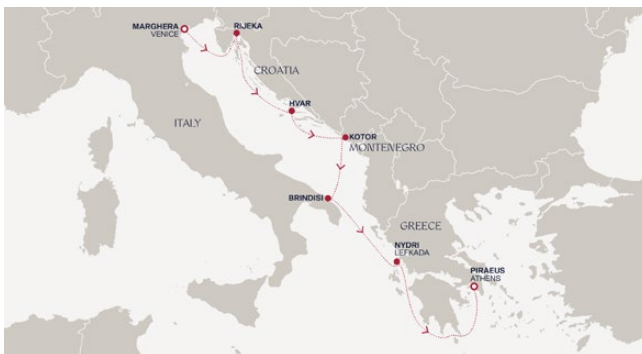 MARGHERA
VENICE
RIJEKA
CROATIA
HVAR
ITALY
KOTOR
MONTENEGRO
BRINDISI
GREECE
NYDRI
LEFKADA
PIRAEUS
ATHENS